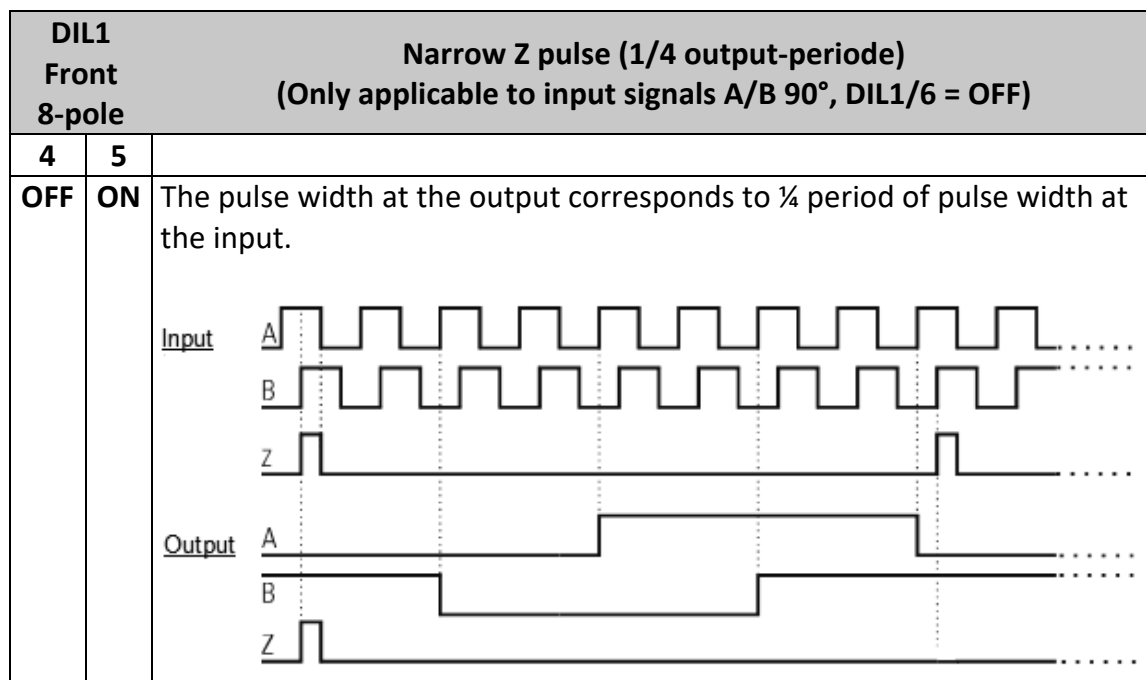 DIL1
Front
8-pole
Narrow Z pulse (1/4 output-periode)
(Only applicable to input signals A/B 90°, DIL1/6 = OFF)
4 5
OFF ON The pulse width at the output corresponds to ¼ period of pulse width at
the input.
Input A
B
Z
Output A
B
Z